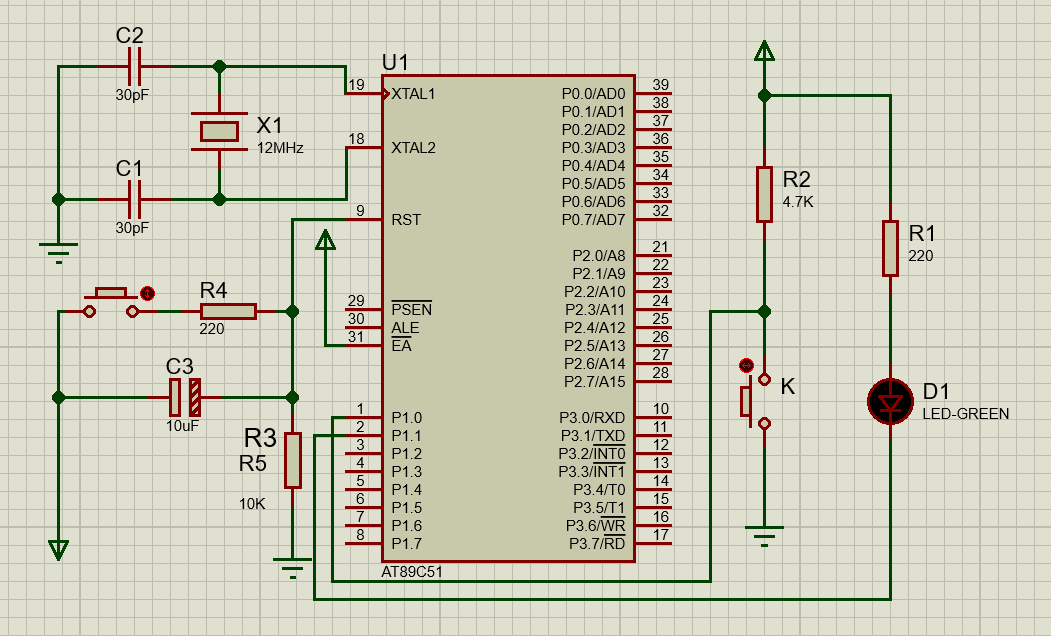 C2
30pF
X1
12MHz
C1
30pF
R4
220
C3
10uF
R3
R5
10K
U1
19 XTAL1
18 XTAL2
9 RST
29 PSEN
30 ALE
31 EA
1 P1.0
2 P1.1
3 P1.2
4 P1.3
5 P1.4
6 P1.5
7 P1.6
8 P1.7
P0.0/AD0 39
P0.1/AD1 38
P0.2/AD2 37
P0.3/AD3 36
P0.4/AD4 35
P0.5/AD5 34
P0.6/AD6 33
P0.7/AD7 32
P2.0/A8 21
P2.1/A9 22
P2.2/A10 23
P2.3/A11 24
P2.4/A12 25
P2.5/A13 26
P2.6/A14 27
P2.7/A15 28
P3.0/RXD 10
P3.1/TXD 11
P3.2/INT0 12
P3.3/INT1 13
P3.4/T0 14
P3.5/T1 15
P3.6/WR 16
P3.7/RD 17
AT89C51
R2
4.7K
R1
220
K
D1
LED-GREEN